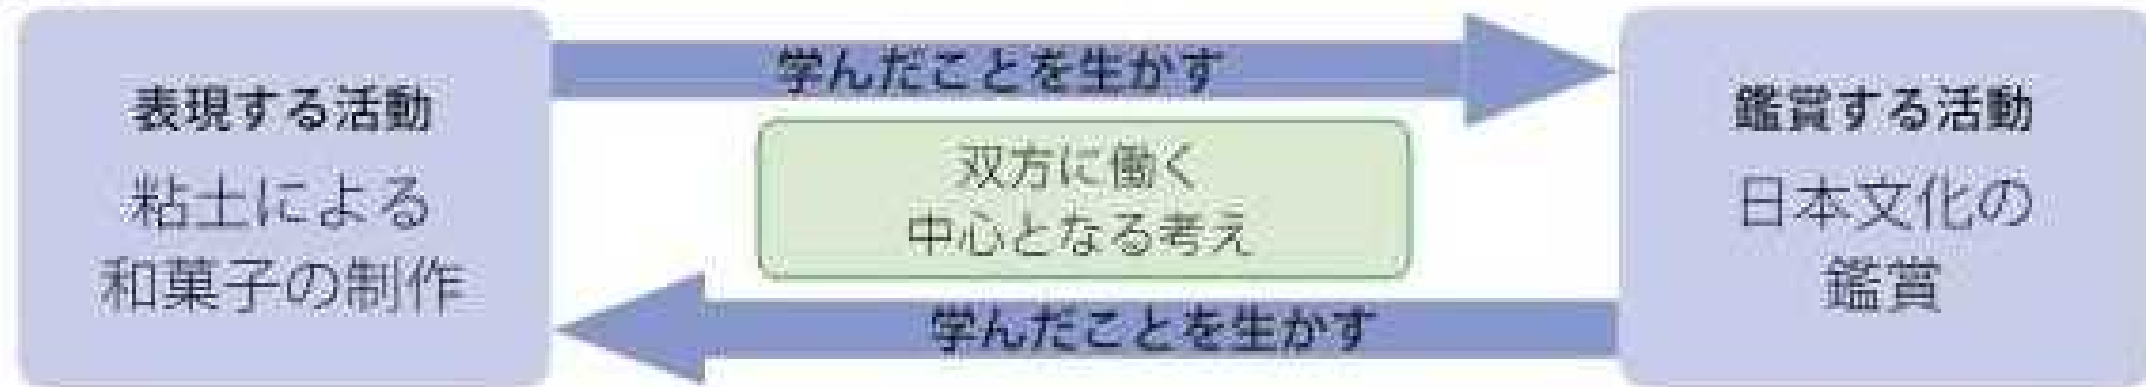 表現する活動
粘土による
和菓子の制作
学んだことを生かす
双方に働く
中心となる考え
学んだことを生かす
鑑賞する活動
日本文化の
鑑賞